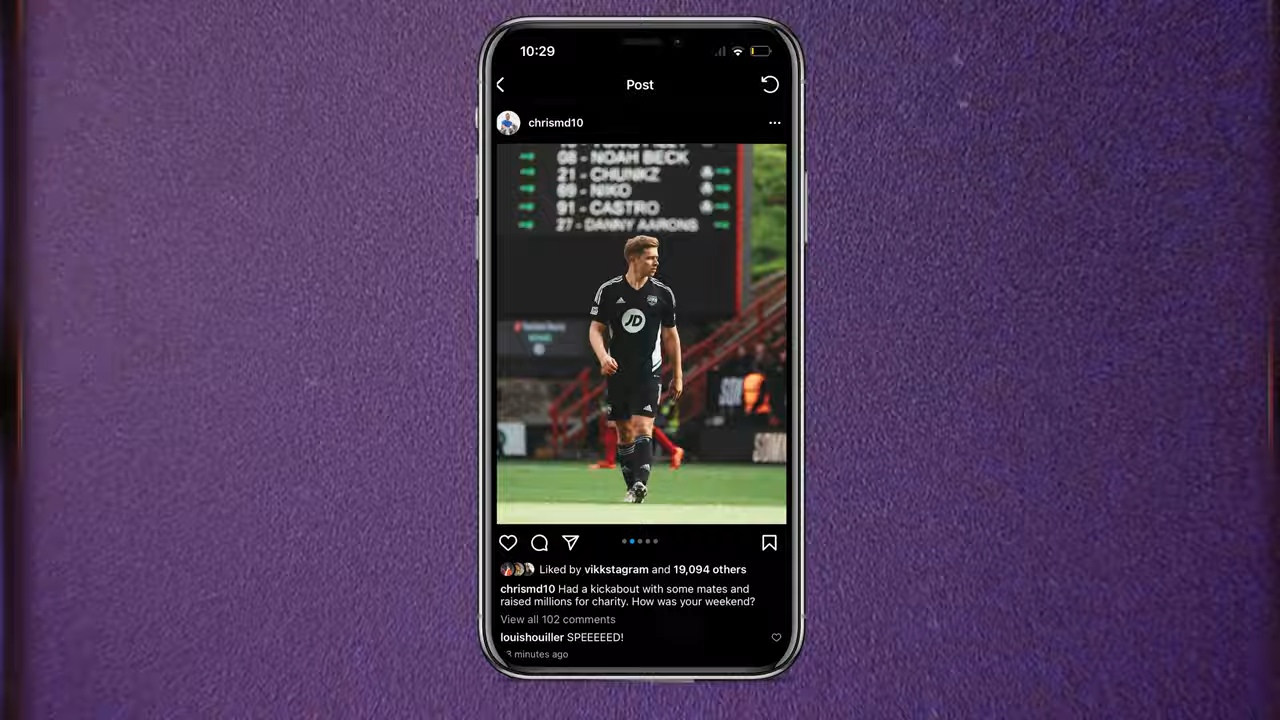 10:29
Post
chrismd10
08 - NOAH BECK
21 - CHUNKZ
69 - NIKO
91 - CASTRO
27 - DANNY AARONS
JD
Liked by vikkstagram and 19,094 others
chrismd10 Had a kickabout with some mates and
raised millions for charity. How was your weekend?
View all 102 comments
louishouiller SPEEEEED!
3 minutes ago